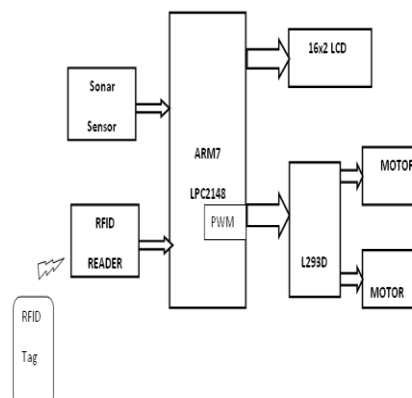 16x2 LCD
Sonar
Sensor
ARM7
LPC2148
PWM
RFID
READER
L293D
MOTOR
MOTOR
RFID
Tag